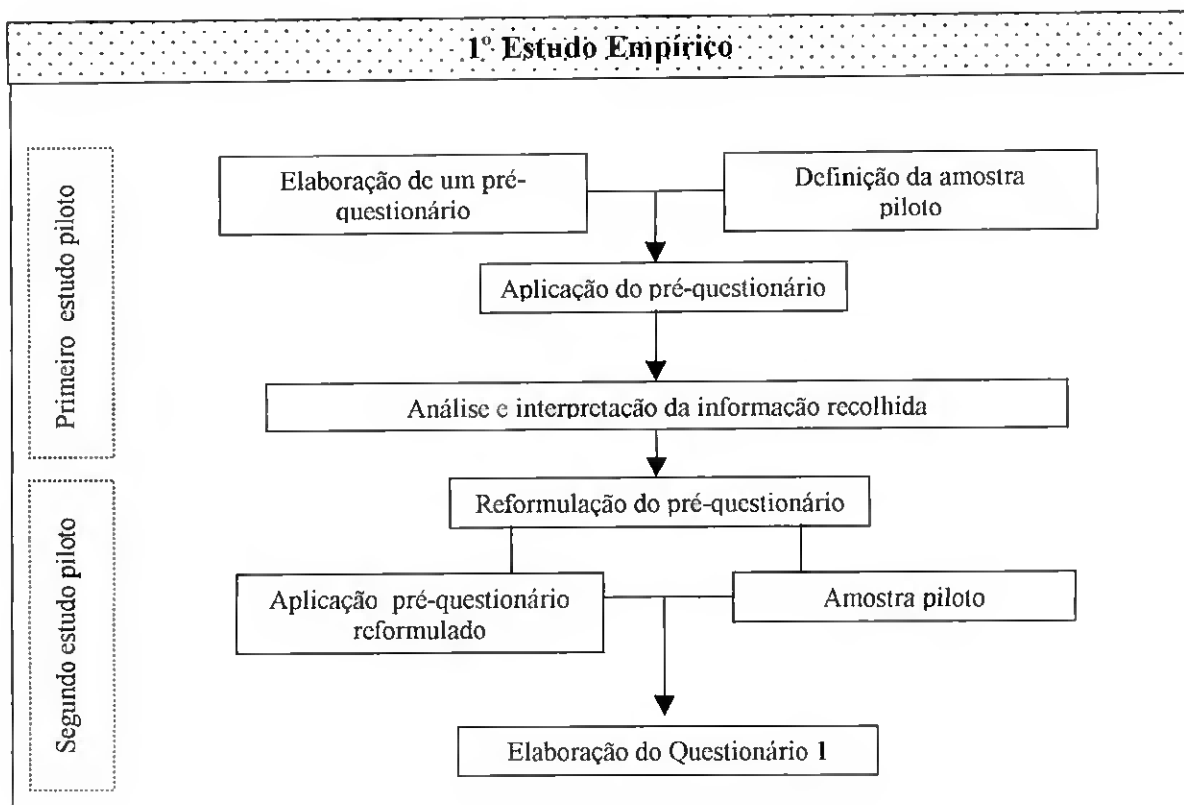 1º Estudo Empírico
Primeiro estudo piloto
Elaboração de um pré-
questionário
Definição da amostra
piloto
Aplicação do pré-questionário
Análise e interpretação da informação recolhida
Segundo estudo piloto
Reformulação do pré-questionário
Aplicação pré-questionário
reformulado
Amostra piloto
Elaboração do Questionário 1